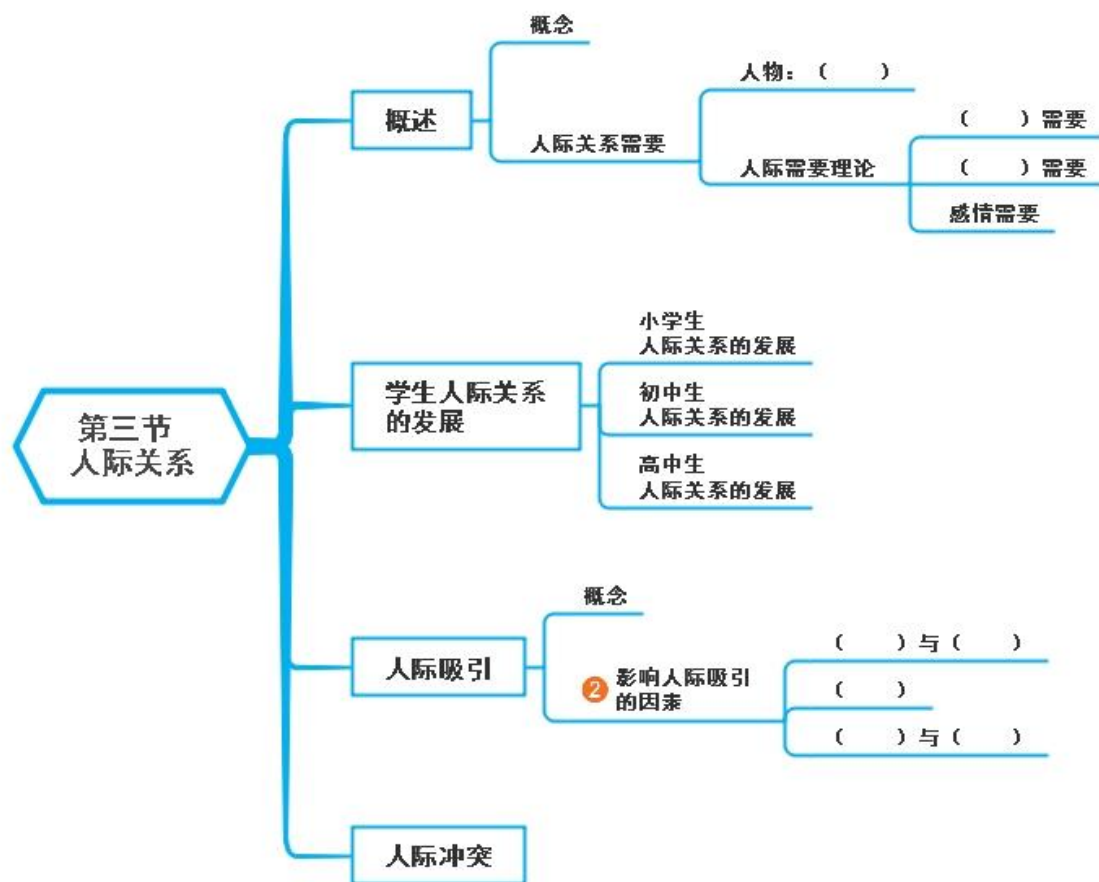 第三节
人际关系
概述
概念
人际关系需要
人物：（ ）
人际需要理论
（ ）需要
（ ）需要
感情需要
学生人际关系
的发展
小学生
人际关系的发展
初中生
人际关系的发展
高中生
人际关系的发展
人际吸引
概念
2 影响人际吸引
的因素
（ ）与（ ）
（ ）
（ ）与（ ）
人际冲突